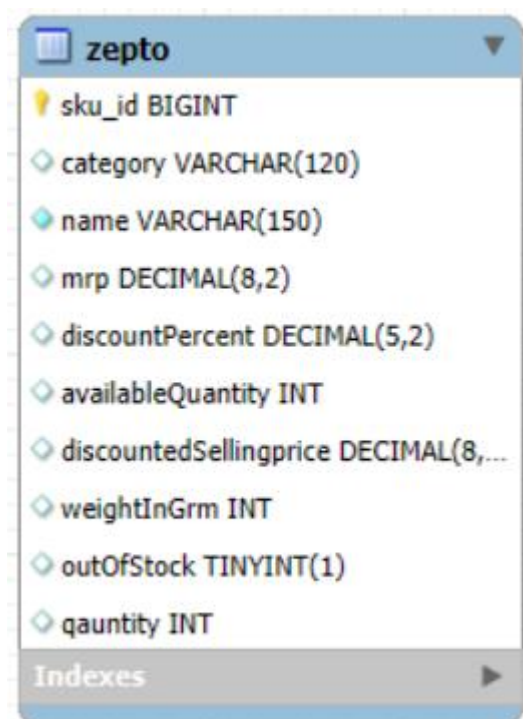 zepto
sku_id BIGINT
category VARCHAR(120)
name VARCHAR(150)
mrp DECIMAL(8,2)
discountPercent DECIMAL(5,2)
availableQuantity INT
discountedSellingprice DECIMAL(8,...
weightInGrm INT
outOfStock TINYINT(1)
qauntity INT
Indexes